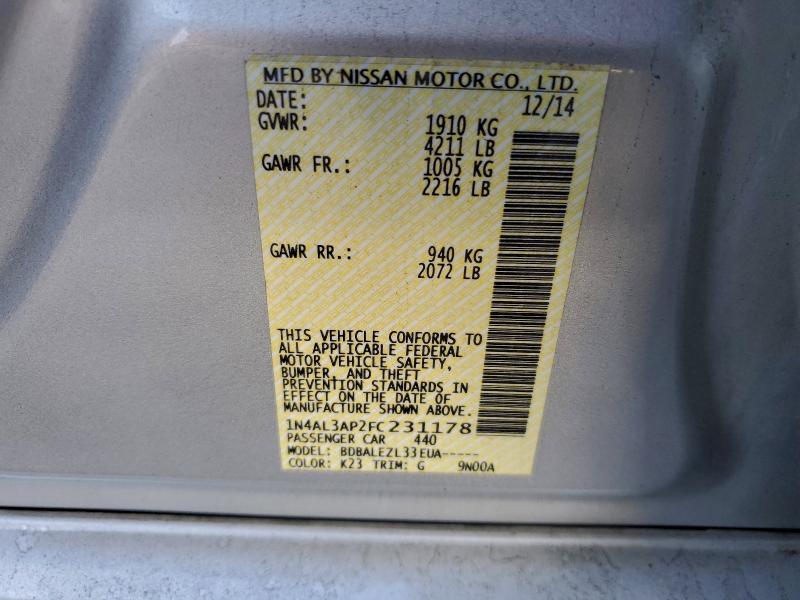 MFD BY NISSAN MOTOR CO., LTD.
DATE: 12/14
GVWR: 1910 KG
4211 LB
GAWR FR.: 1005 KG
2216 LB
GAWR RR.: 940 KG
2072 LB
THIS VEHICLE CONFORMS TO
ALL APPLICABLE FEDERAL
MOTOR VEHICLE SAFETY,
BUMPER, AND THEFT
PREVENTION STANDARDS IN
EFFECT ON THE DATE OF
MANUFACTURE SHOWN ABOVE.
1N4AL3AP2FC231178
PASSENGER CAR 440
MODEL: BDBALEZL33EUA-----
COLOR: K23 TRIM: G 9N00A